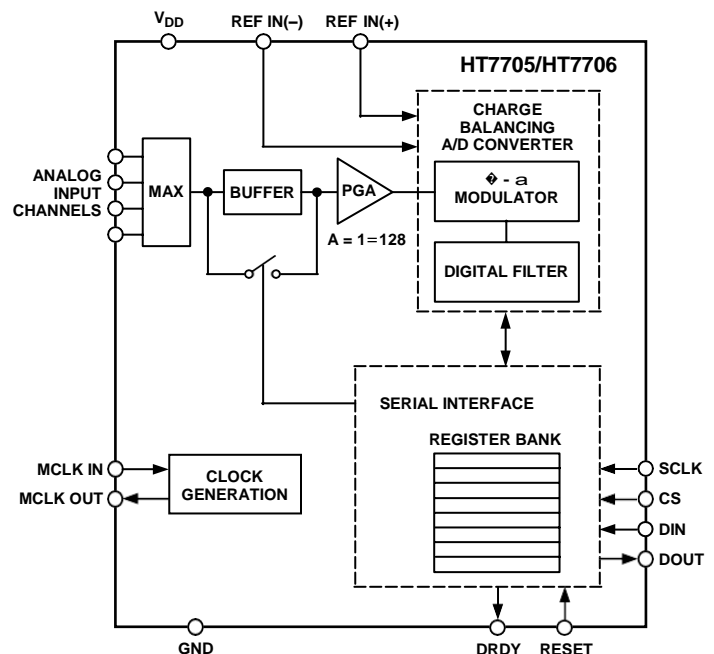 VDD
REF IN(–)
REF IN(+)
HT7705/HT7706
CHARGE
BALANCING
A/D CONVERTER
ANALOG
INPUT
CHANNELS
MAX
BUFFER
PGA
A = 1=128
� - a
MODULATOR
DIGITAL FILTER
SERIAL INTERFACE
REGISTER BANK
MCLK IN
MCLK OUT
CLOCK
GENERATION
SCLK
CS
DIN
DOUT
GND
DRDY
RESET